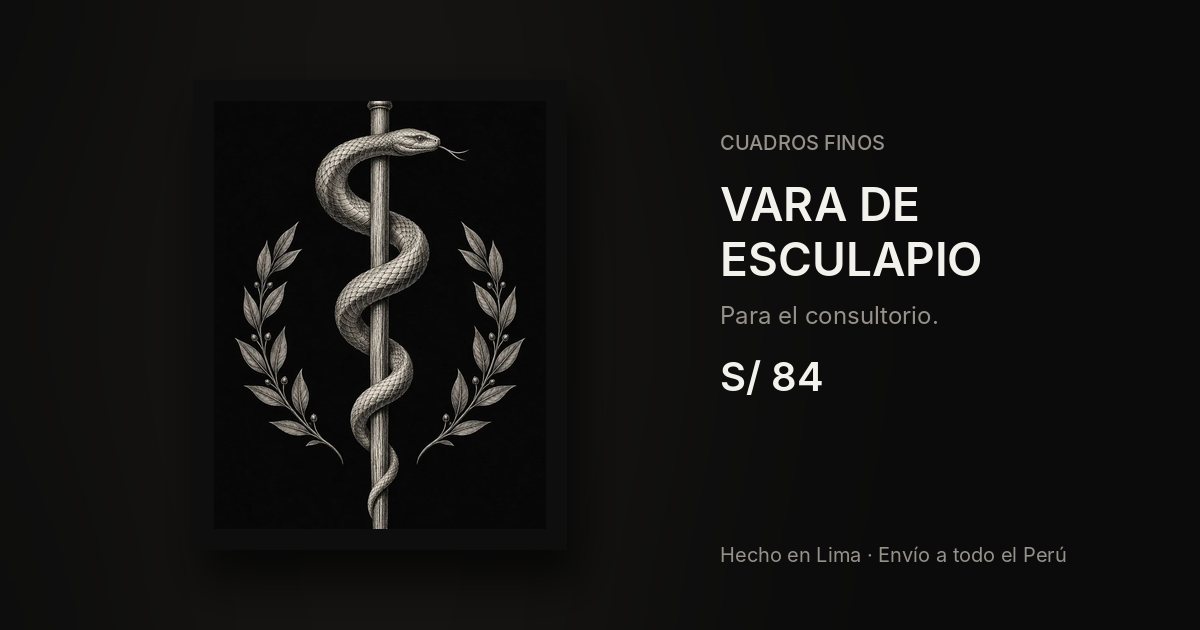 CUADROS FINOS
VARA DE
ESCULAPIO
Para el consultorio.
S/ 84
Hecho en Lima · Envío a todo el Perú